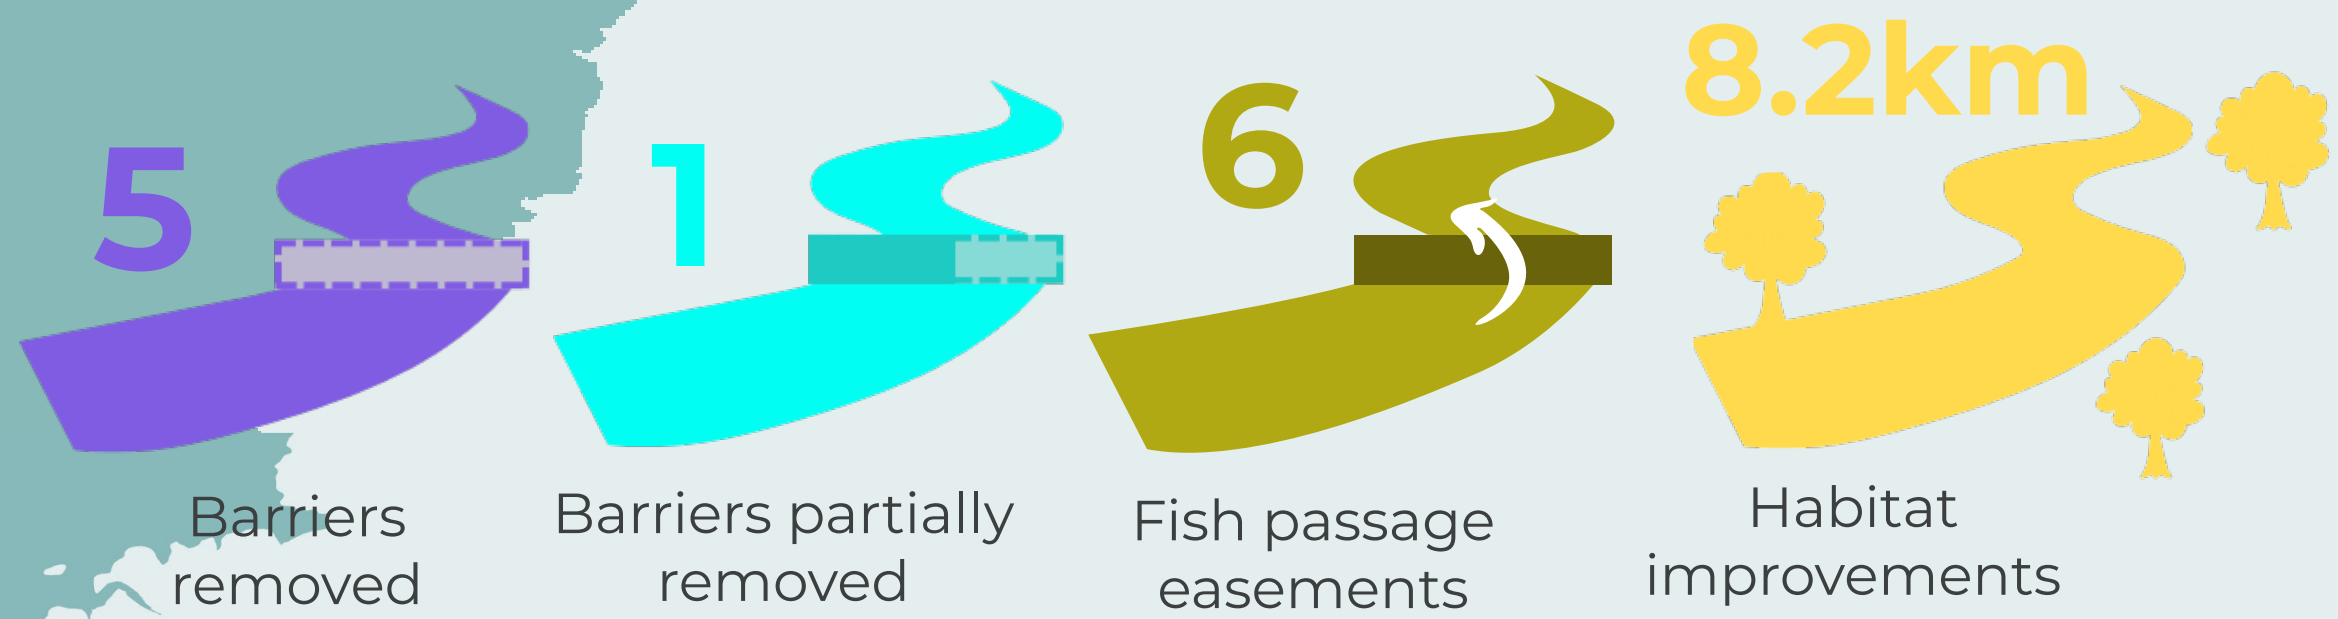 5
Barriers
removed
1
Barriers partially
removed
6
Fish passage
easements
8.2km
Habitat
improvements